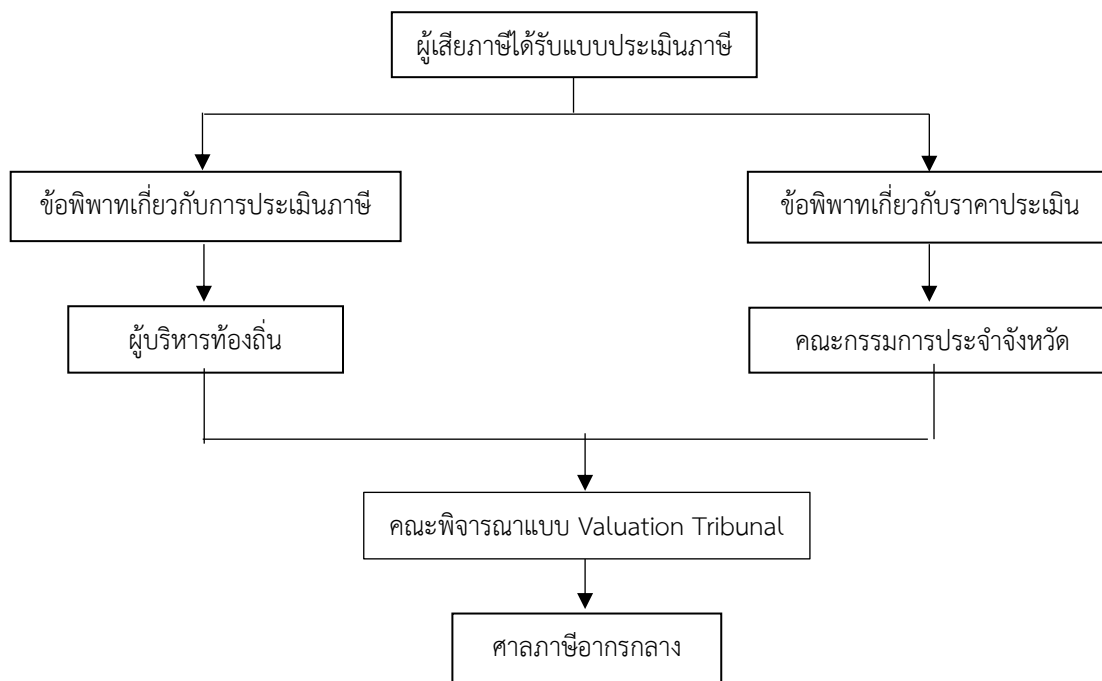 ผู้เสียภาษีได้รับแบบประเมินภาษี
ข้อพิพาทเกี่ยวกับการประเมินภาษี
ข้อพิพาทเกี่ยวกับราคาประเมิน
ผู้บริหารท้องถิ่น
คณะกรรมการประจำจังหวัด
คณะพิจารณาแบบ Valuation Tribunal
ศาลภาษีอากรกลาง